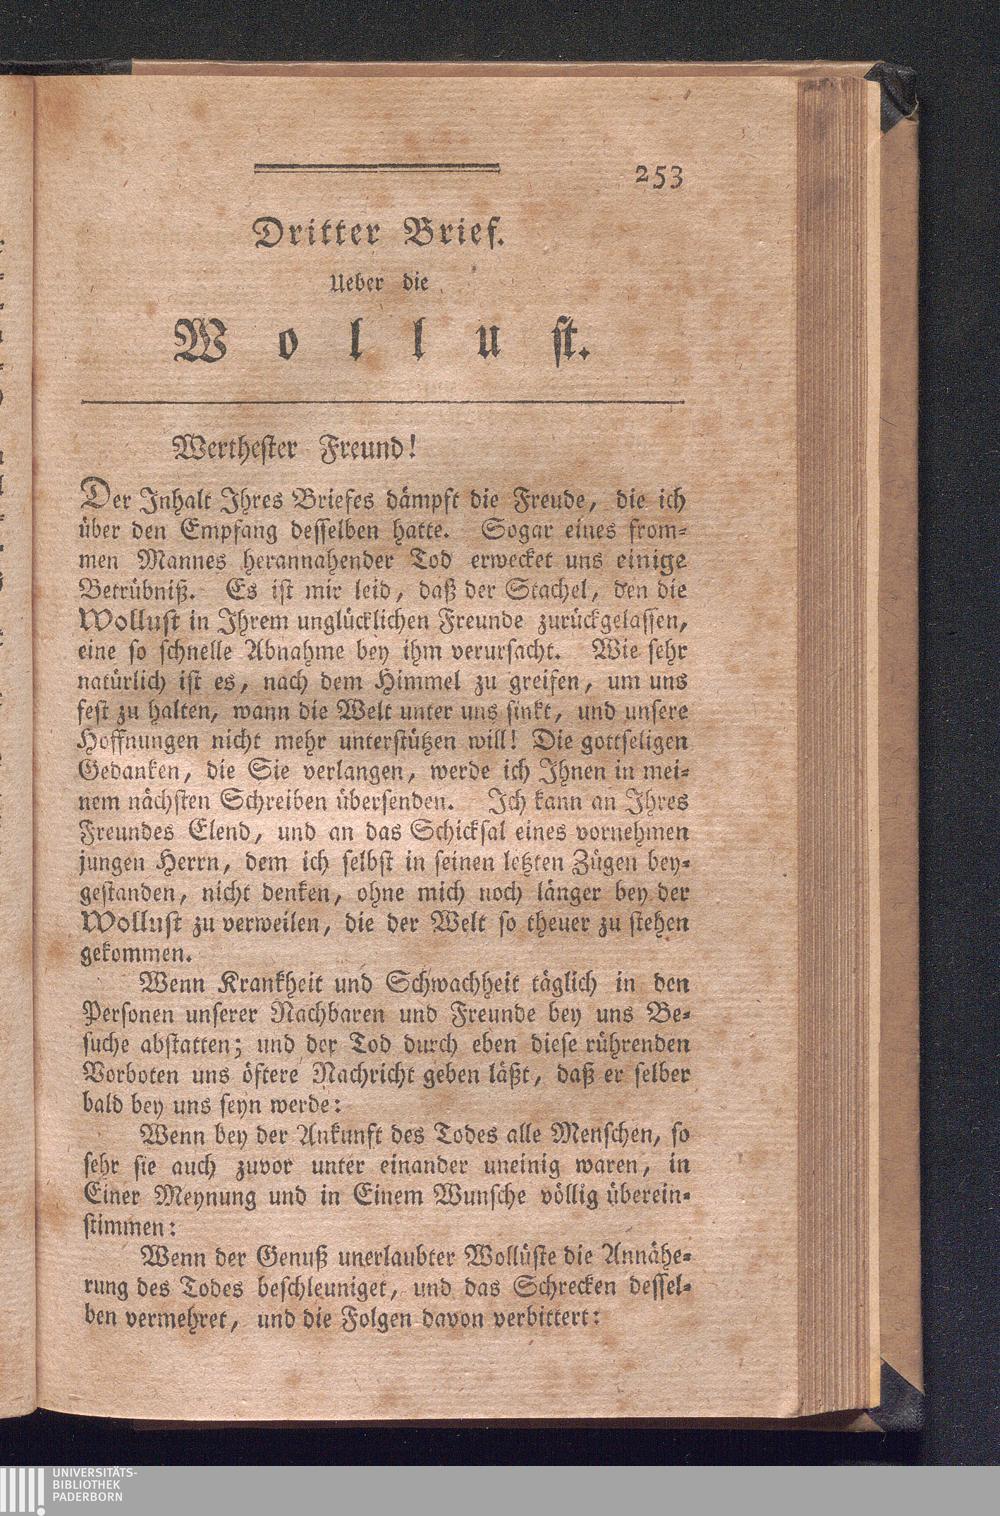 253
Dritter Brief.
Ueber die
Wollust.
Werthester Freund!
Der Inhalt Ihres Briefes dämpft die Freude, die ich
über den Empfang desselben hatte. Sogar eines from-
men Mannes herannahender Tod erwecket uns einige
Betrübniß. Es ist mir leid, daß der Stachel, den die
Wollust in Ihrem unglücklichen Freunde zurückgelassen,
eine so schnelle Abnahme bey ihm verursacht. Wie sehr
natürlich ist es, nach dem Himmel zu greifen, um uns
fest zu halten, wann die Welt unter uns sinkt, und unsere
Hoffnungen nicht mehr unterstützen will! Die gottseligen
Gedanken, die Sie verlangen, werde ich Ihnen in mei-
nem nächsten Schreiben übersenden. Ich kann an Ihres
Freundes Elend, und an das Schicksal eines vornehmen
jungen Herrn, dem ich selbst in seinen letzten Zügen bey-
gestanden, nicht denken, ohne mich noch länger bey der
Wollust zu verweilen, die der Welt so theuer zu stehen
gekommen.
Wenn Krankheit und Schwachheit täglich in den
Personen unserer Nachbaren und Freunde bey uns Be-
suche abstatten; und der Tod durch eben diese rührenden
Vorboten uns öftere Nachricht geben läßt, daß er selber
bald bey uns seyn werde:
Wenn bey der Ankunft des Todes alle Menschen, so
sehr sie auch zuvor unter einander uneinig waren, in
Einer Meynung und in Einem Wunsche völlig überein-
stimmen:
Wenn der Genuß unerlaubter Wollüste die Annähe-
rung des Todes beschleuniget, und das Schrecken dessel-
ben vermehret, und die Folgen davon verbittert:
UNIVERSITÄTS-
BIBLIOTHEK
PADERBORN